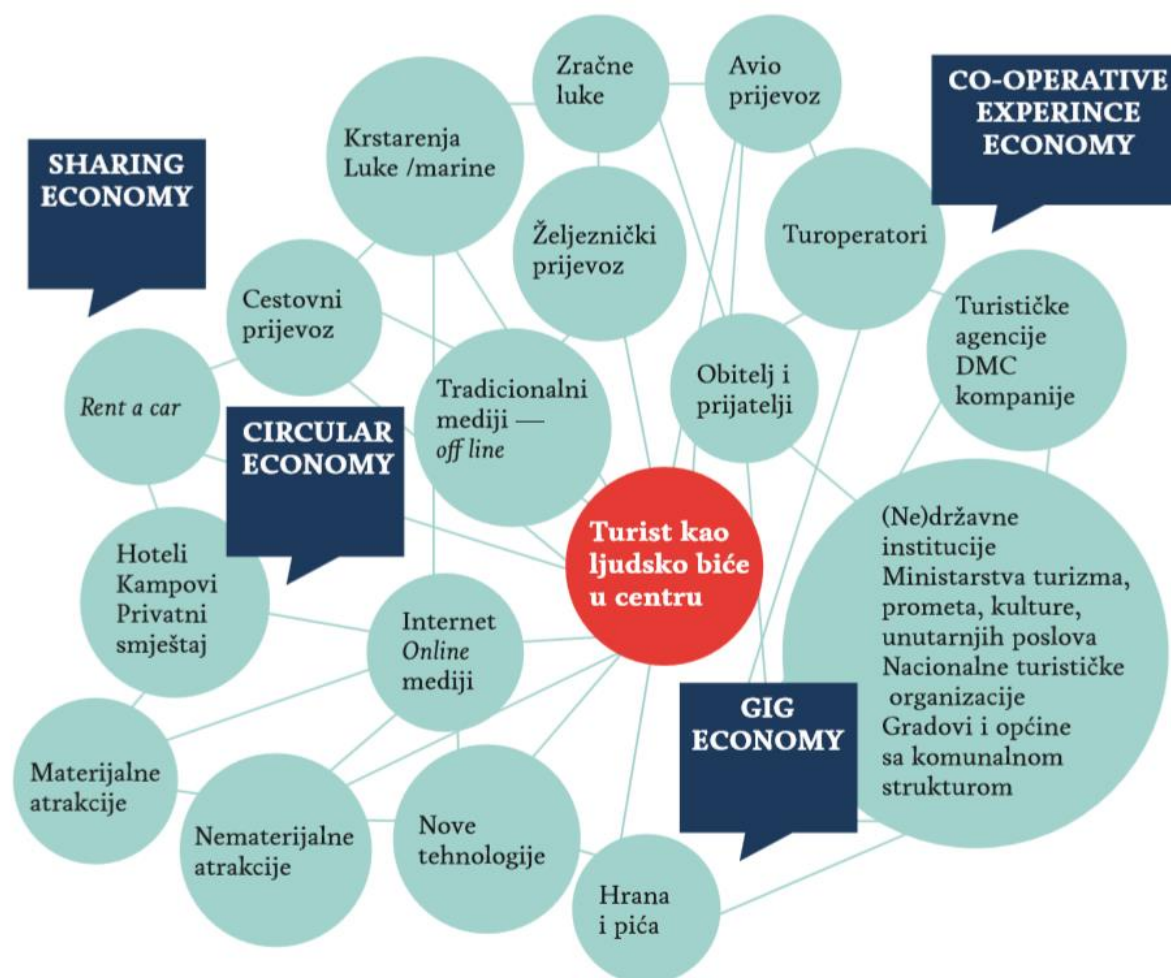 Zračne
luke
Avio
prijevoz
CO-OPERATIVE
EXPERINCE
ECONOMY
Krstarenja
Luke /marine
SHARING
ECONOMY
Željeznički
prijevoz
Turoperatori
Cestovni
prijevoz
Turističke
agencije
DMC
kompanije
Rent a car
Tradicionalni
mediji —
off line
Obitelj i
prijatelji
CIRCULAR
ECONOMY
Turist kao
ljudsko biće
u centru
(Ne)državne
institucije
Ministarstva turizma,
prometa, kulture,
unutarnjih poslova
Nacionalne turističke
organizacije
Gradovi i općine
sa komunalnom
strukturom
Hoteli
Kampovi
Privatni
smještaj
Internet
Online
mediji
GIG
ECONOMY
Materijalne
atrakcije
Nematerijalne
atrakcije
Nove
tehnologije
Hrana
i pića